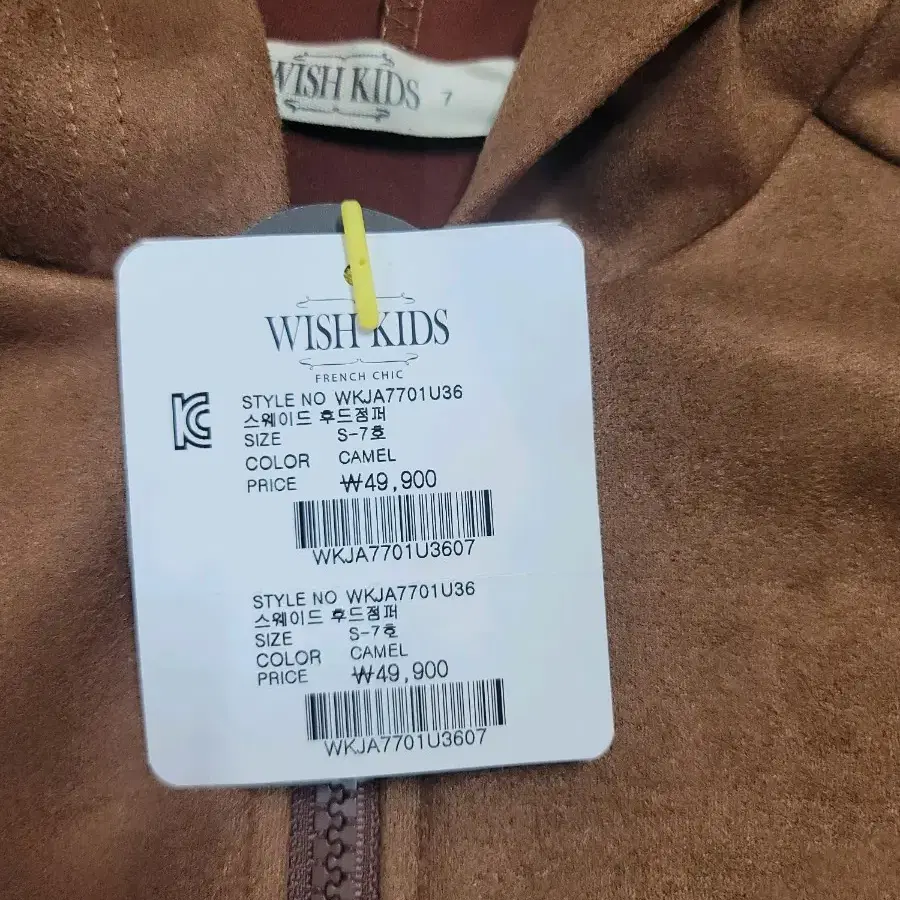 WISH KIDS 7
WISH KIDS
FRENCH CHIC
KC
STYLE NO WKJA7701U36
스웨이드 후드점퍼
SIZE S-7호
COLOR CAMEL
PRICE ₩49,900
WKJA7701U3607
STYLE NO WKJA7701U36
스웨이드 후드점퍼
SIZE S-7호
COLOR CAMEL
PRICE ₩49,900
WKJA7701U3607